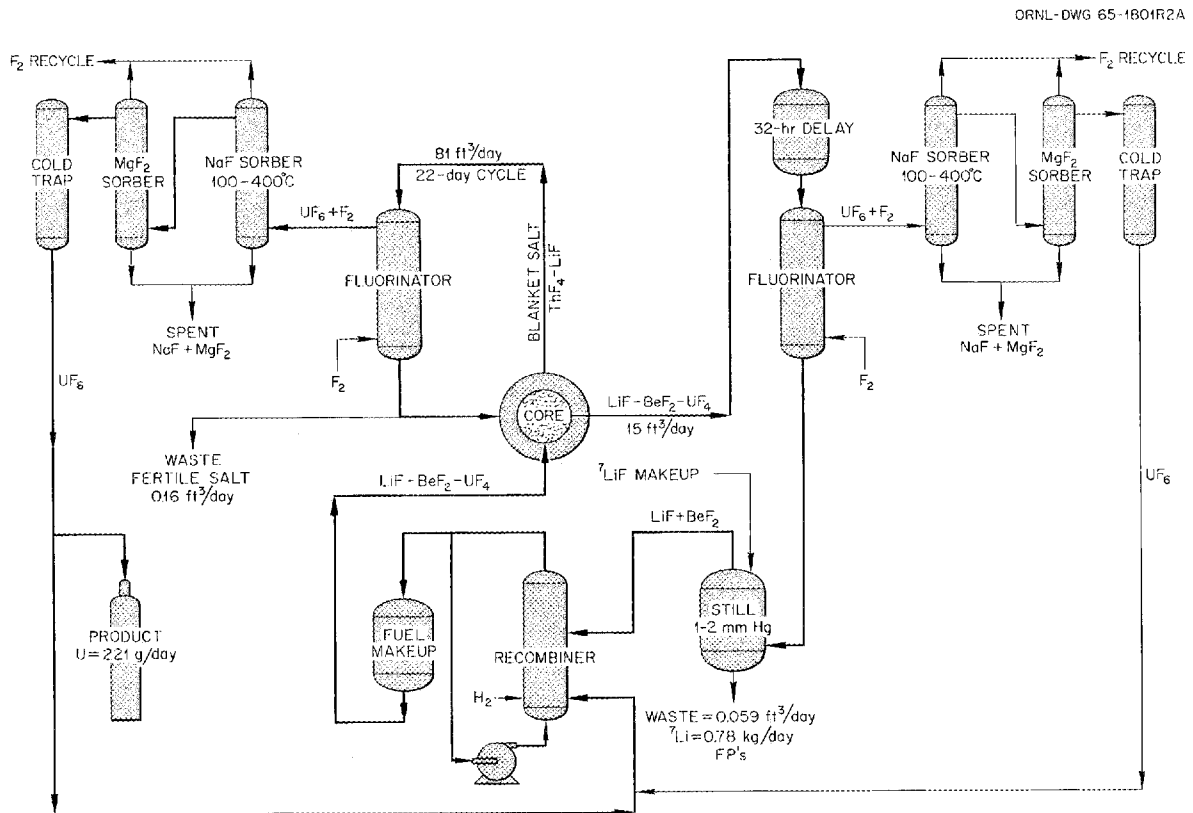 ORNL-DWG 65-1801R2A
F2 RECYCLE
COLD
TRAP
MgF2
SORBER
NaF SORBER
100-400°C
81 ft3/day
22-day CYCLE
UF6+F2
FLUORINATOR
F2
SPENT
NaF + MgF2
UF6
BLANKET SALT
ThF4-LiF
CORE
WASTE
FERTILE SALT
0.16 ft3/day
LiF-BeF2-UF4
15 ft3/day
LiF-BeF2-UF4
32-hr DELAY
FLUORINATOR
UF6+F2
F2
NaF SORBER
100-400°C
MgF2
SORBER
COLD
TRAP
F2 RECYCLE
SPENT
NaF + MgF2
UF6
7LiF MAKEUP
LiF+BeF2
STILL
1-2 mm Hg
RECOMBINER
H2
FUEL
MAKEUP
PRODUCT
U = 221 g/day
WASTE = 0.059 ft3/day
7Li = 0.78 kg/day
FP's